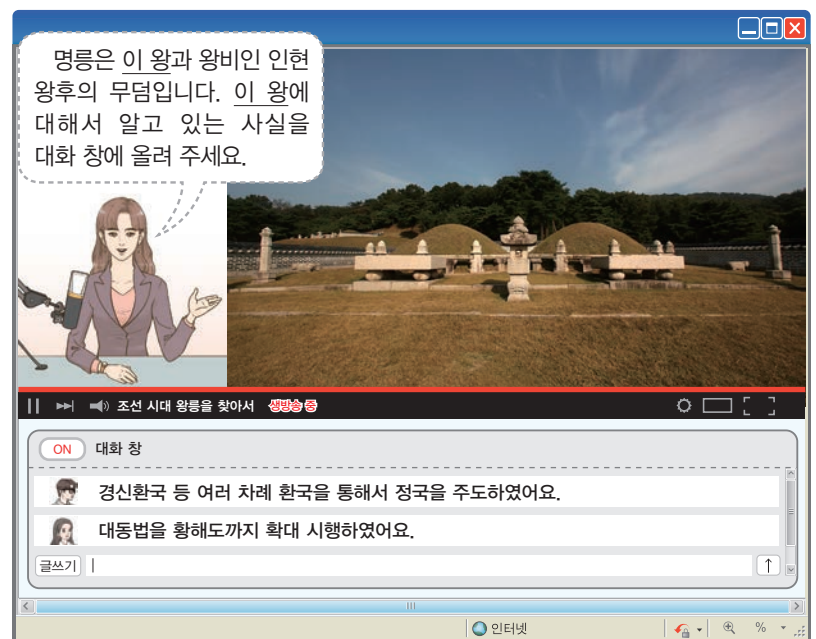 명릉은 이 왕과 왕비인 인현
왕후의 무덤입니다. 이 왕에
대해서 알고 있는 사실을
대화 창에 올려 주세요.
조선 시대 왕릉을 찾아서 생방송 중
ON 대화 창
경신환국 등 여러 차례 환국을 통해서 정국을 주도하였어요.
대동법을 황해도까지 확대 시행하였어요.
글쓰기
인터넷 %